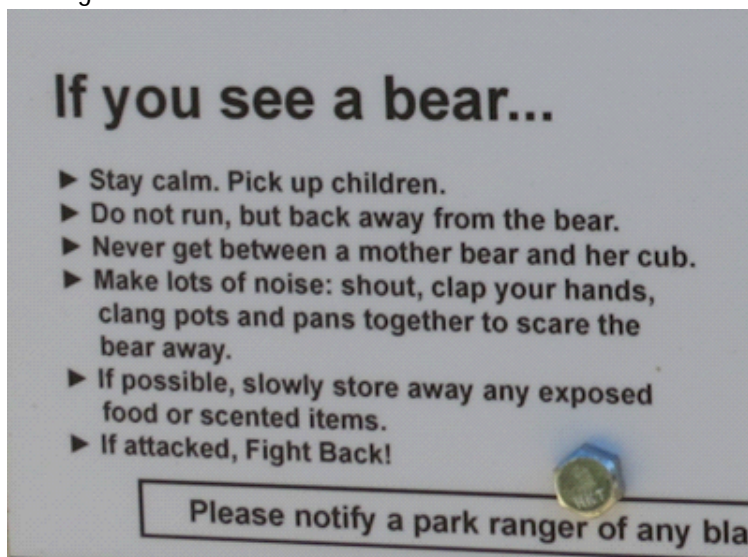 If you see a bear...
► Stay calm. Pick up children.
► Do not run, but back away from the bear.
► Never get between a mother bear and her cub.
► Make lots of noise: shout, clap your hands,
clang pots and pans together to scare the
bear away.
► If possible, slowly store away any exposed
food or scented items.
► If attacked, Fight Back!
Please notify a park ranger of any bla